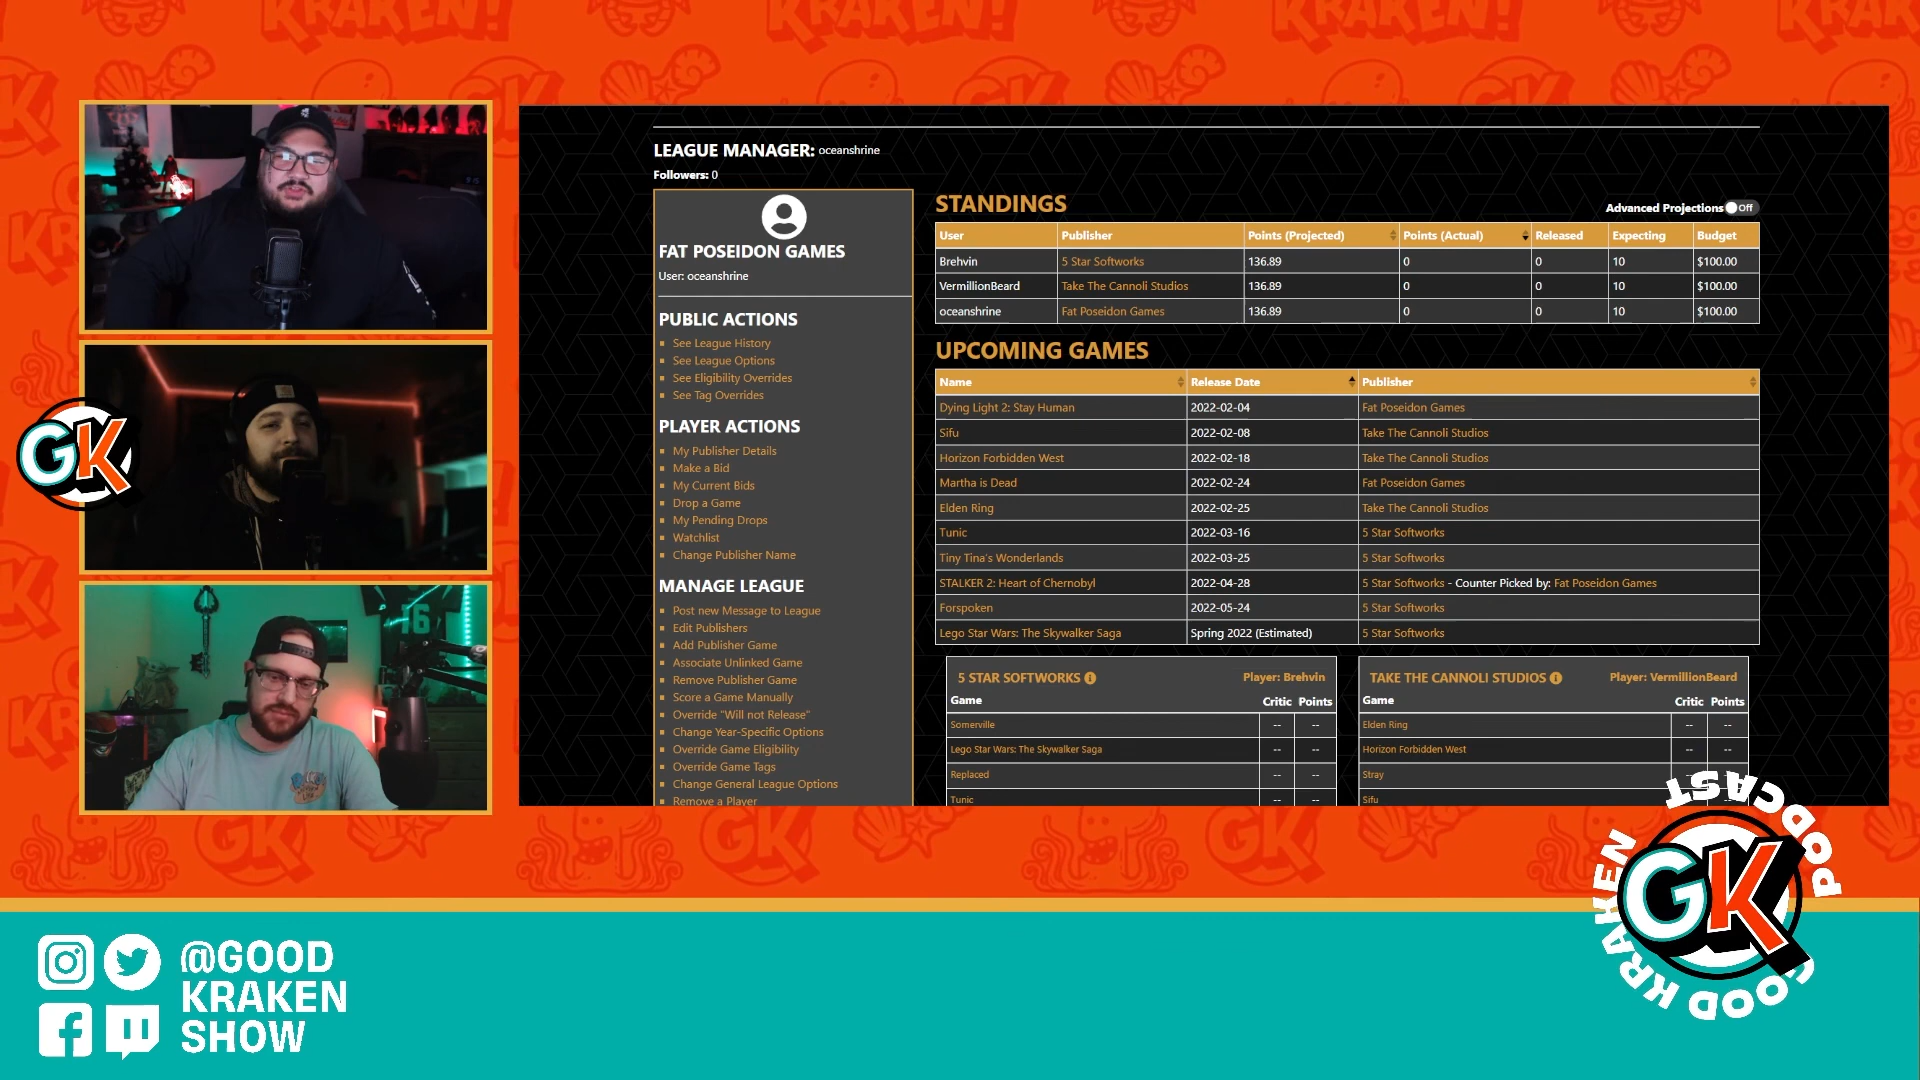 KRAKEN! KRAKEN! KRAKEN!
LEAGUE MANAGER: oceanshrine
Followers: 0
FAT POSEIDON GAMES
User: oceanshrine
PUBLIC ACTIONS
See League History
See League Options
See Eligibility Overrides
See Tag Overrides
PLAYER ACTIONS
My Publisher Details
Make a Bid
My Current Bids
Drop a Game
My Pending Drops
Watchlist
Change Publisher Name
MANAGE LEAGUE
Post new Message to League
Edit Publishers
Add Publisher Game
Associate Unlinked Game
Remove Publisher Game
Score a Game Manually
Override "Will not Release"
Change Year-Specific Options
Override Game Eligibility
Override Game Tags
Change General League Options
Remove a Player
STANDINGS
Advanced Projections Off
User Publisher Points (Projected) Points (Actual) Released Expecting Budget
Brehvin 5 Star Softworks 136.89 0 0 10 $100.00
VermillionBeard Take The Cannoli Studios 136.89 0 0 10 $100.00
oceanshrine Fat Poseidon Games 136.89 0 0 10 $100.00
UPCOMING GAMES
Name Release Date Publisher
Dying Light 2: Stay Human 2022-02-04 Fat Poseidon Games
Sifu 2022-02-08 Take The Cannoli Studios
Horizon Forbidden West 2022-02-18 Take The Cannoli Studios
Martha is Dead 2022-02-24 Fat Poseidon Games
Elden Ring 2022-02-25 Take The Cannoli Studios
Tunic 2022-03-16 5 Star Softworks
Tiny Tina's Wonderlands 2022-03-25 5 Star Softworks
STALKER 2: Heart of Chernobyl 2022-04-28 5 Star Softworks - Counter Picked by: Fat Poseidon Games
Forspoken 2022-05-24 5 Star Softworks
Lego Star Wars: The Skywalker Saga Spring 2022 (Estimated) 5 Star Softworks
5 STAR SOFTWORKS Player: Brehvin
Game Critic Points
Somerville -- --
Lego Star Wars: The Skywalker Saga -- --
Replaced -- --
Tunic -- --
TAKE THE CANNOLI STUDIOS Player: VermillionBeard
Game Critic Points
Elden Ring -- --
Horizon Forbidden West -- --
Stray -- --
Sifu
16
GK
GOOD KRAKEN PODCAST
GK
@GOOD
KRAKEN
SHOW